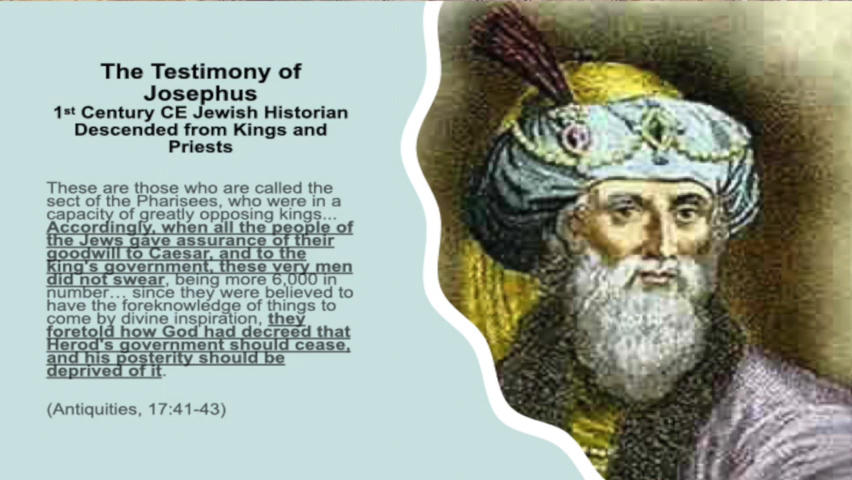 The Testimony of
Josephus
1st Century CE Jewish Historian
Descended from Kings and
Priests
These are those who are called the
sect of the Pharisees, who were in a
capacity of greatly opposing kings...
Accordingly, when all the people of
the Jews gave assurance of their
goodwill to Caesar, and to the
king's government, these very men
did not swear, being more 6,000 in
number... since they were believed to
have the foreknowledge of things to
come by divine inspiration, they
foretold how God had decreed that
Herod's government should cease,
and his posterity should be
deprived of it.
(Antiquities, 17:41-43)